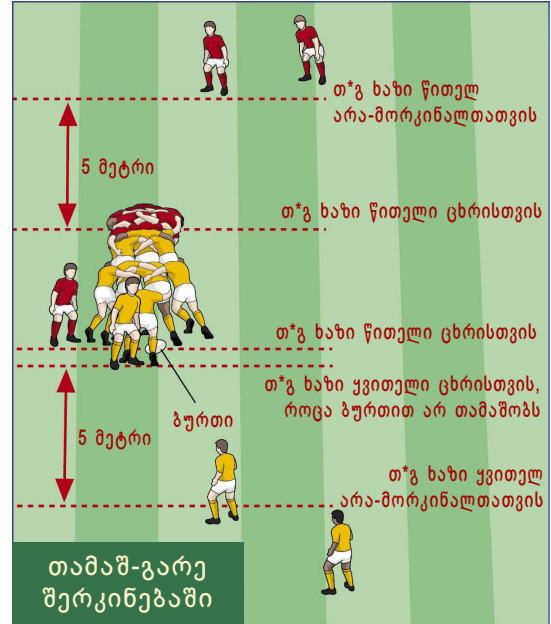 თ*გ ხაზი წითელ
არა-მორკინალთათვის
5 მეტრი
თ*გ ხაზი წითელი ცხრისთვის
თ*გ ხაზი წითელი ცხრისთვის
თ*გ ხაზი ყვითელი ცხრისთვის,
როცა ბურთით არ თამაშობს
ბურთი
5 მეტრი
თ*გ ხაზი ყვითელ
არა-მორკინალთათვის
თამაშ-გარე
შერკინებაში